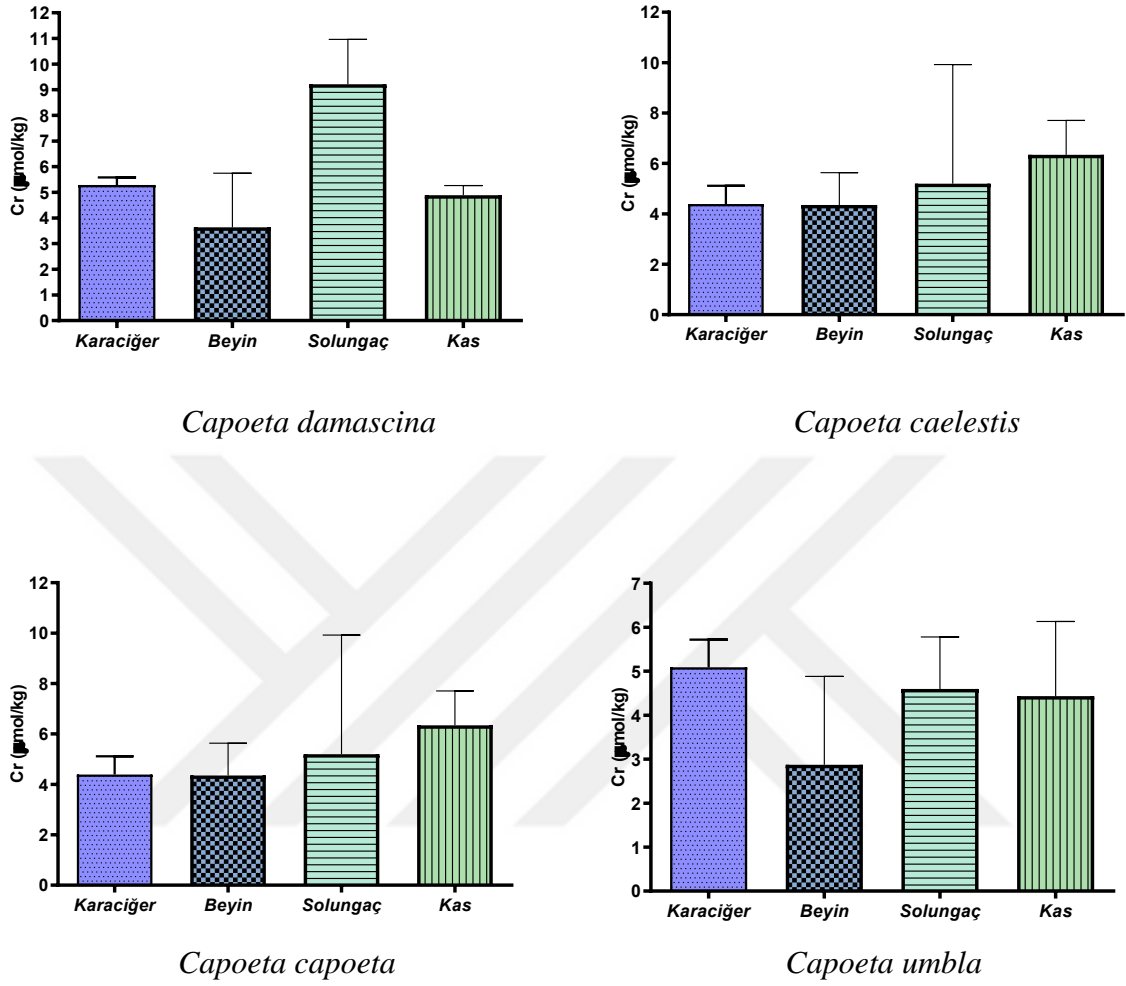 12
11
10
9
8
7
6
5
4
3
2
1
0
Cr (µmol/kg)
Karaciğer Beyin Solungaç Kas
Capoeta damascina
12
10
8
6
4
2
0
Cr (µmol/kg)
Karaciğer Beyin Solungaç Kas
Capoeta caelestis
12
10
8
6
4
2
0
Cr (µmol/kg)
Karaciğer Beyin Solungaç Kas
Capoeta capoeta
7
6
5
4
3
2
1
0
Cr (µmol/kg)
Karaciğer Beyin Solungaç Kas
Capoeta umbla